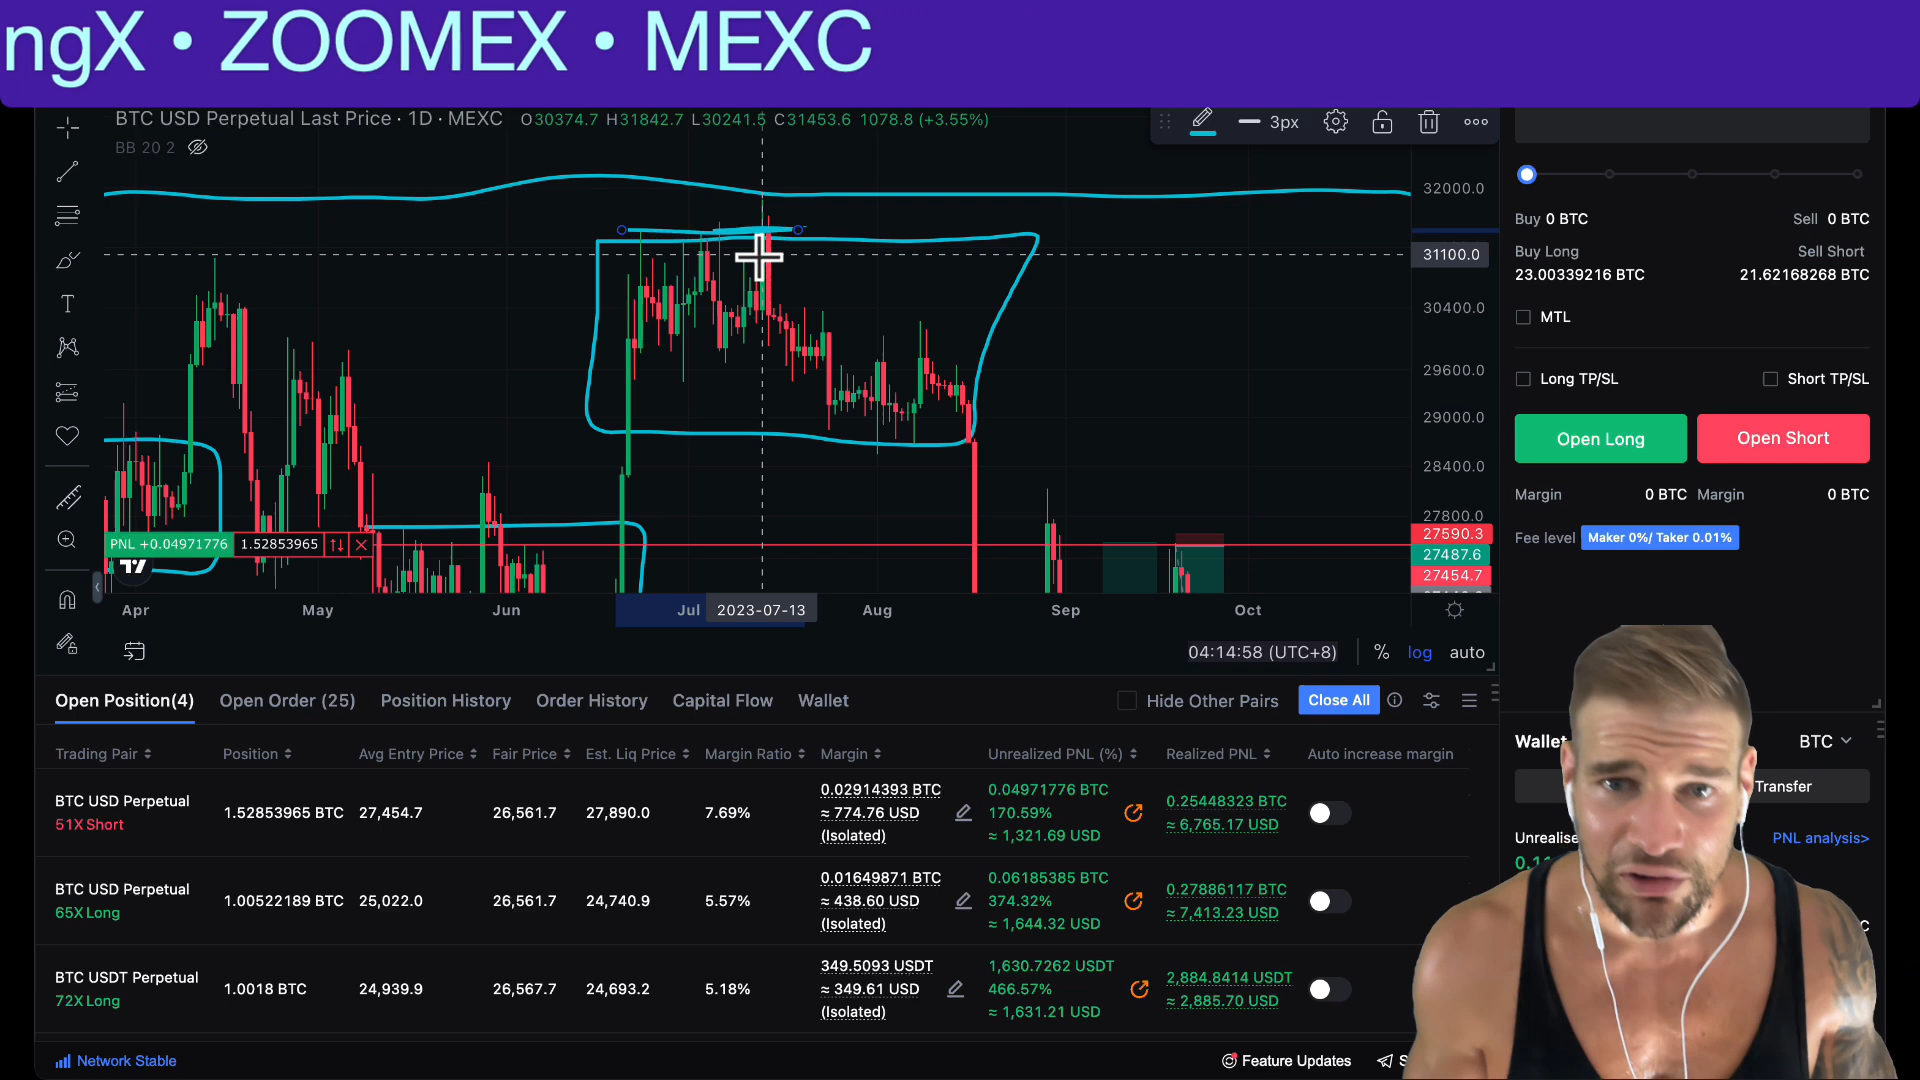 ngX • ZOOMEX • MEXC
BTC USD Perpetual Last Price · 1D · MEXC O30374.7 H31842.7 L30241.5 C31453.6 1078.8 (+3.55%)
BB 20 2
3px
32000.0
31100.0
30400.0
29600.0
29000.0
28400.0
27800.0
27590.3
27487.6
27454.7
PNL +0.04971776 1.52853965
Apr May Jun Jul 2023-07-13 Aug Sep Oct
04:14:58 (UTC+8) % log auto
Buy 0 BTC Sell 0 BTC
Buy Long Sell Short
23.00339216 BTC 21.62168268 BTC
MTL
Long TP/SL Short TP/SL
Open Long Open Short
Margin 0 BTC Margin 0 BTC
Fee level Maker 0%/ Taker 0.01%
Open Position(4) Open Order (25) Position History Order History Capital Flow Wallet Hide Other Pairs Close All
Trading Pair Position Avg Entry Price Fair Price Est. Liq Price Margin Ratio Margin Unrealized PNL (%) Realized PNL Auto increase margin
BTC USD Perpetual
51X Short
1.52853965 BTC 27,454.7 26,561.7 27,890.0 7.69%
0.02914393 BTC
≈ 774.76 USD
(Isolated)
0.04971776 BTC
170.59%
≈ 1,321.69 USD
0.25448323 BTC
≈ 6,765.17 USD
BTC USD Perpetual
65X Long
1.00522189 BTC 25,022.0 26,561.7 24,740.9 5.57%
0.01649871 BTC
≈ 438.60 USD
(Isolated)
0.06185385 BTC
374.32%
≈ 1,644.32 USD
0.27886117 BTC
≈ 7,413.23 USD
BTC USDT Perpetual
72X Long
1.0018 BTC 24,939.9 26,567.7 24,693.2 5.18%
349.5093 USDT
≈ 349.61 USD
(Isolated)
1,630.7262 USDT
466.57%
≈ 1,631.21 USD
2,884.8414 USDT
≈ 2,885.70 USD
Wallet BTC
Transfer
Unrealise PNL analysis>
Network Stable
Feature Updates